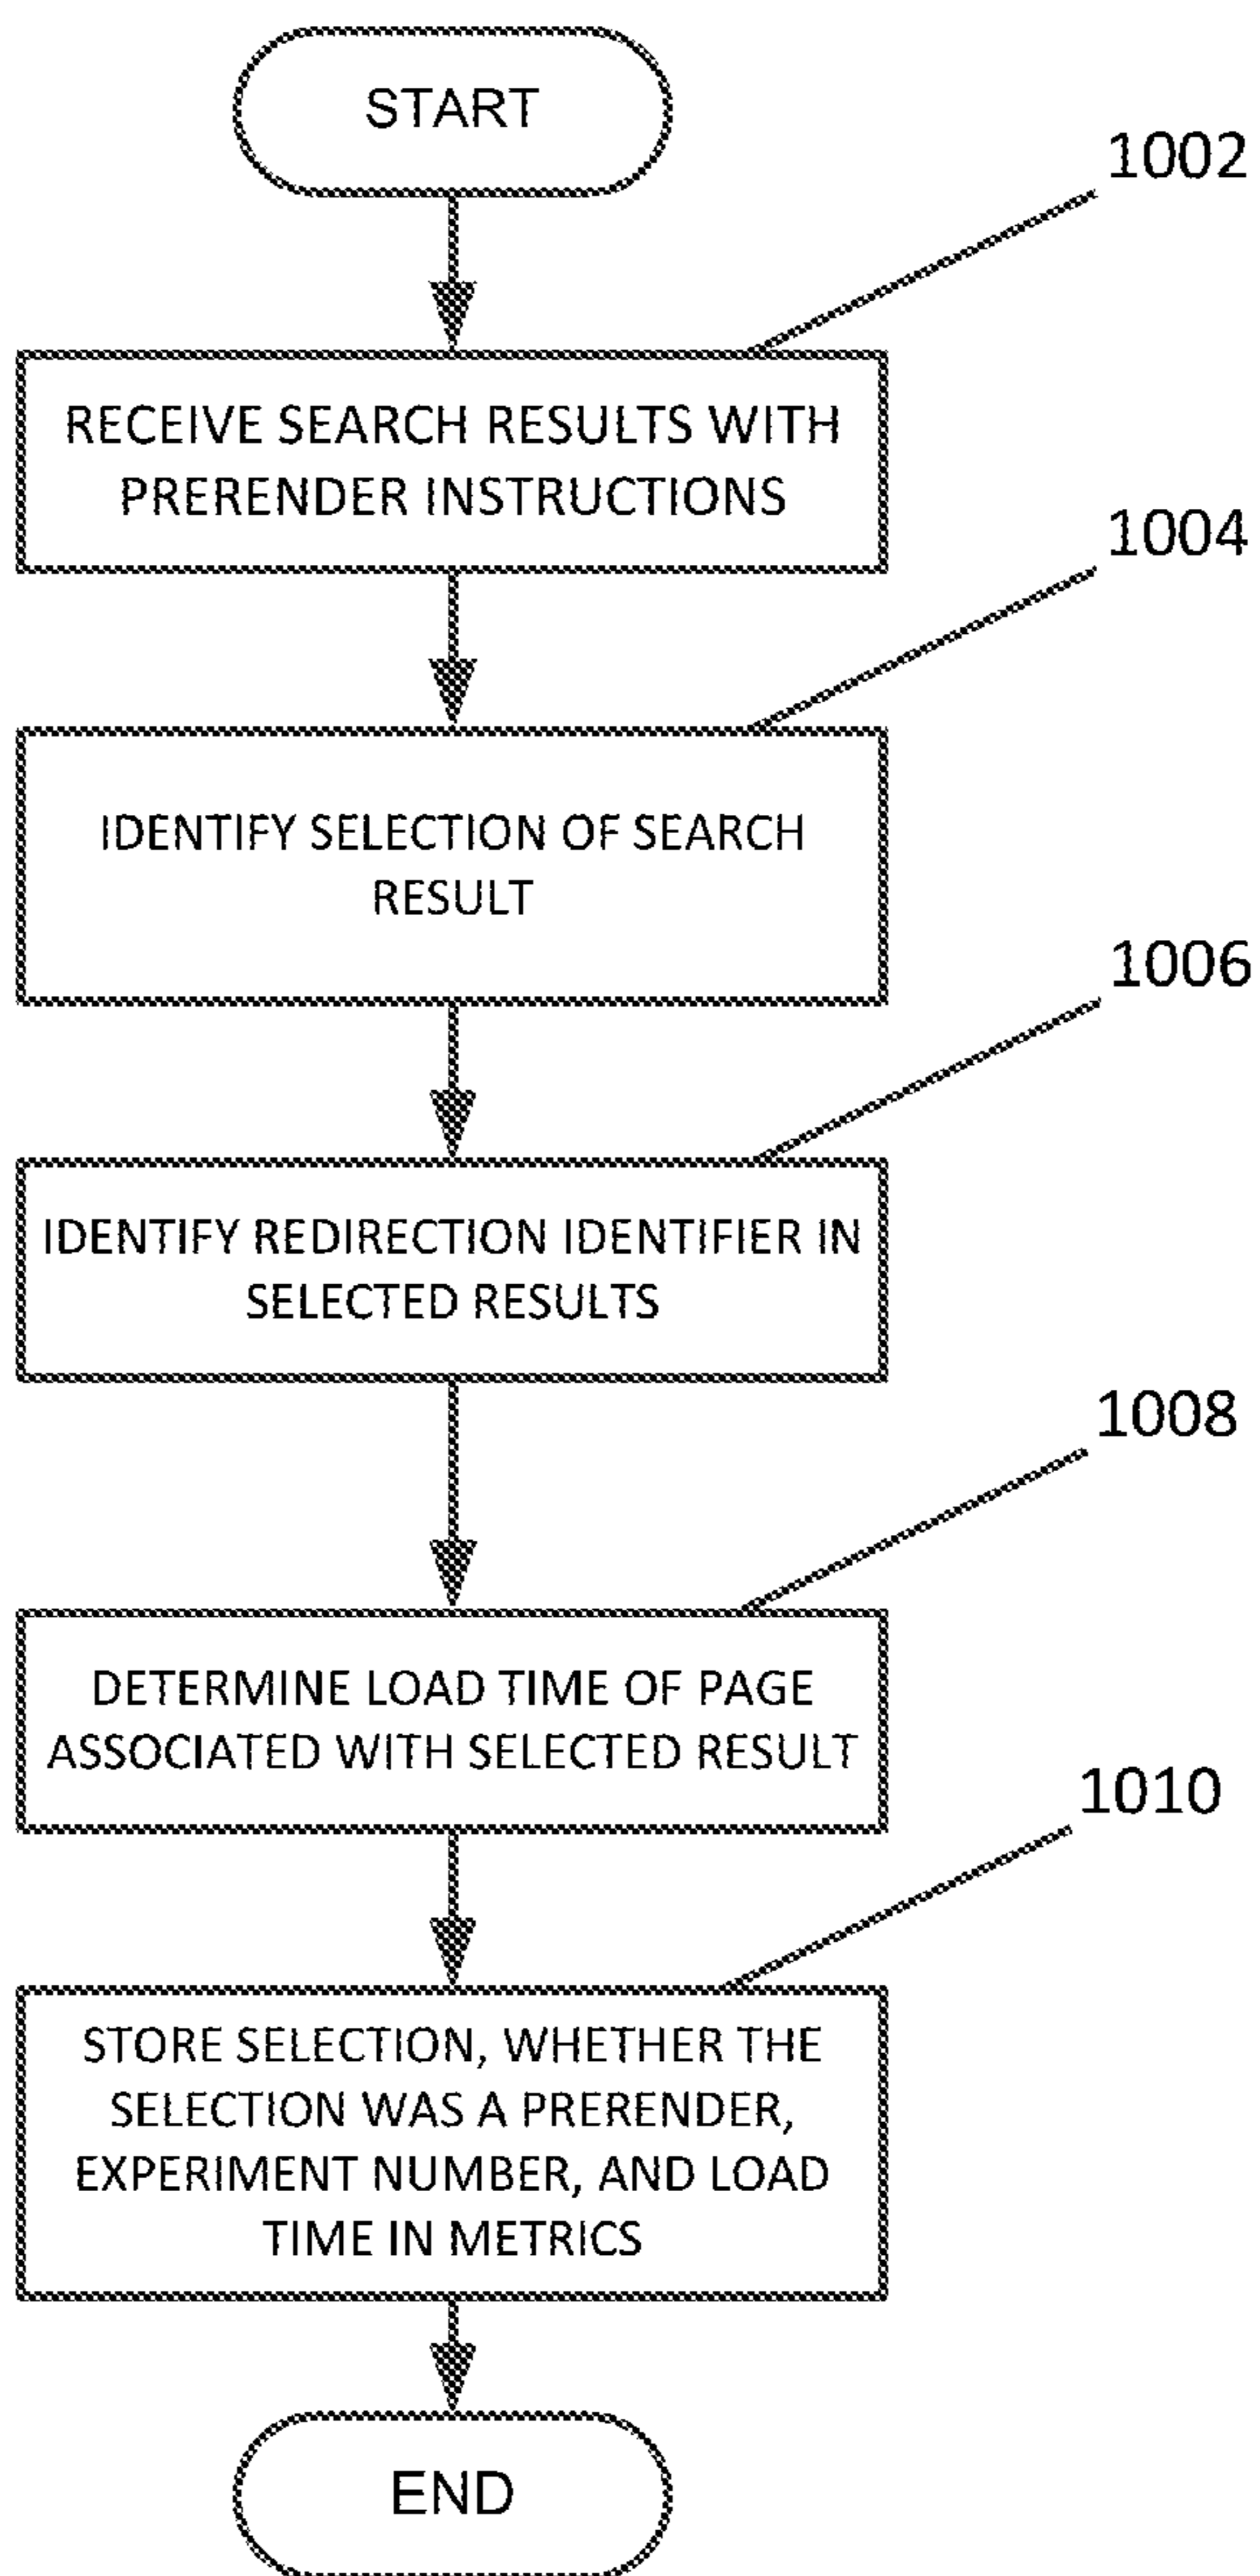 START
1002
RECEIVE SEARCH RESULTS WITH
PRERENDER INSTRUCTIONS
1004
IDENTIFY SELECTION OF SEARCH
RESULT
1006
IDENTIFY REDIRECTION IDENTIFIER IN
SELECTED RESULTS
1008
DETERMINE LOAD TIME OF PAGE
ASSOCIATED WITH SELECTED RESULT
1010
STORE SELECTION, WHETHER THE
SELECTION WAS A PRERENDER,
EXPERIMENT NUMBER, AND LOAD
TIME IN METRICS
END